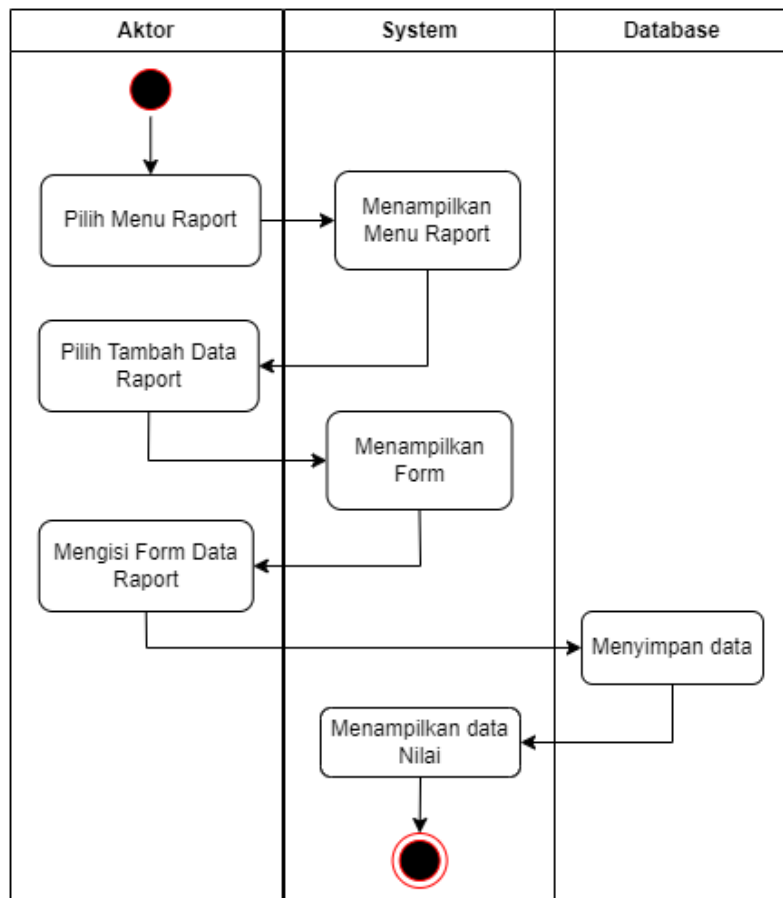 Aktor
System
Database
Pilih Menu Raport
Menampilkan
Menu Raport
Pilih Tambah Data
Raport
Menampilkan
Form
Mengisi Form Data
Raport
Menyimpan data
Menampilkan data
Nilai